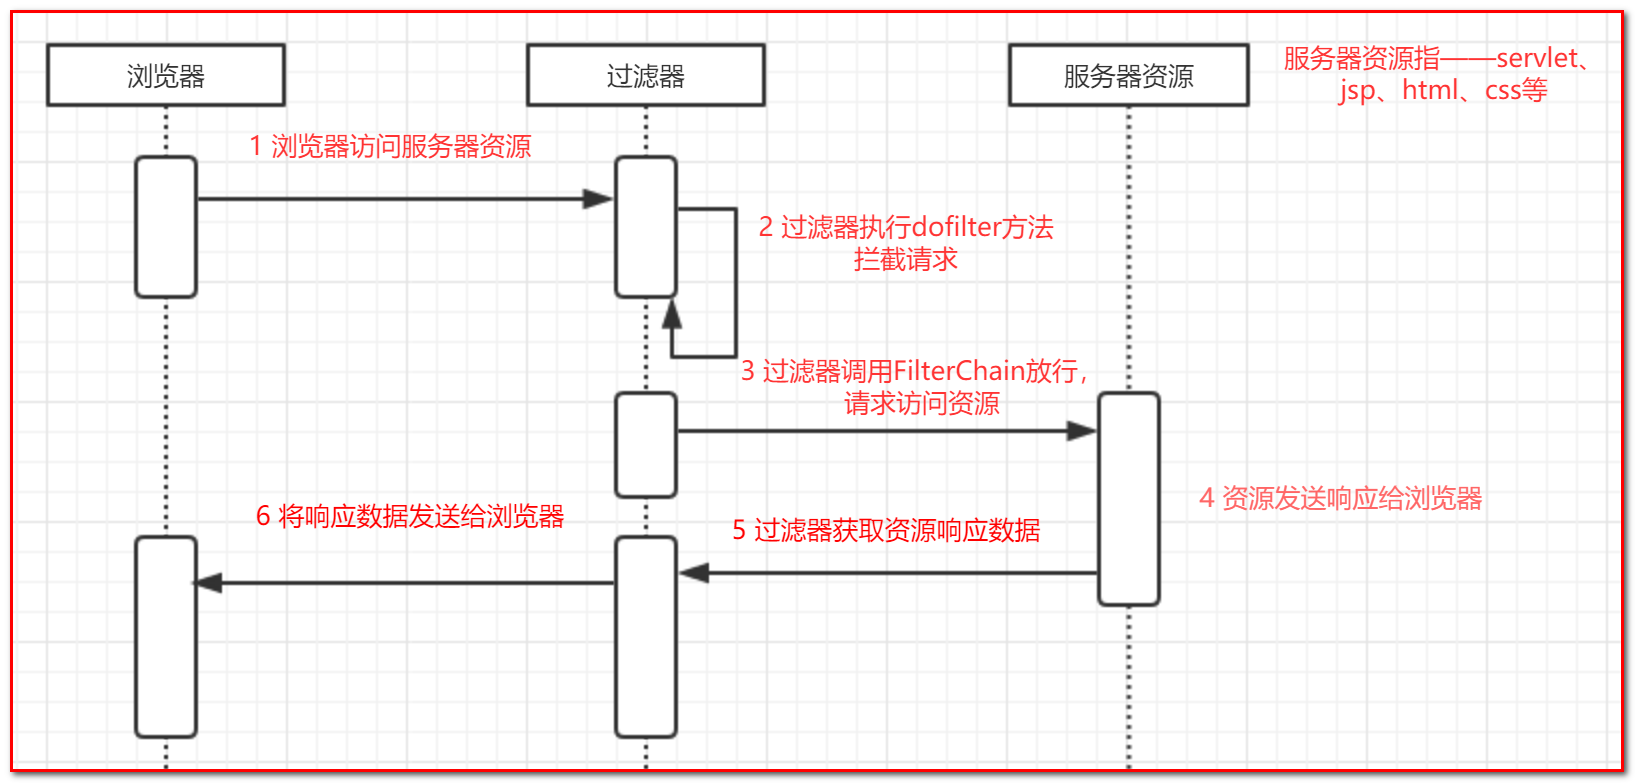 浏览器
过滤器
服务器资源
服务器资源指——servlet、
jsp、html、css等
1 浏览器访问服务器资源
2 过滤器执行dofilter方法
拦截请求
3 过滤器调用FilterChain放行，
请求访问资源
4 资源发送响应给浏览器
6 将响应数据发送给浏览器
5 过滤器获取资源响应数据